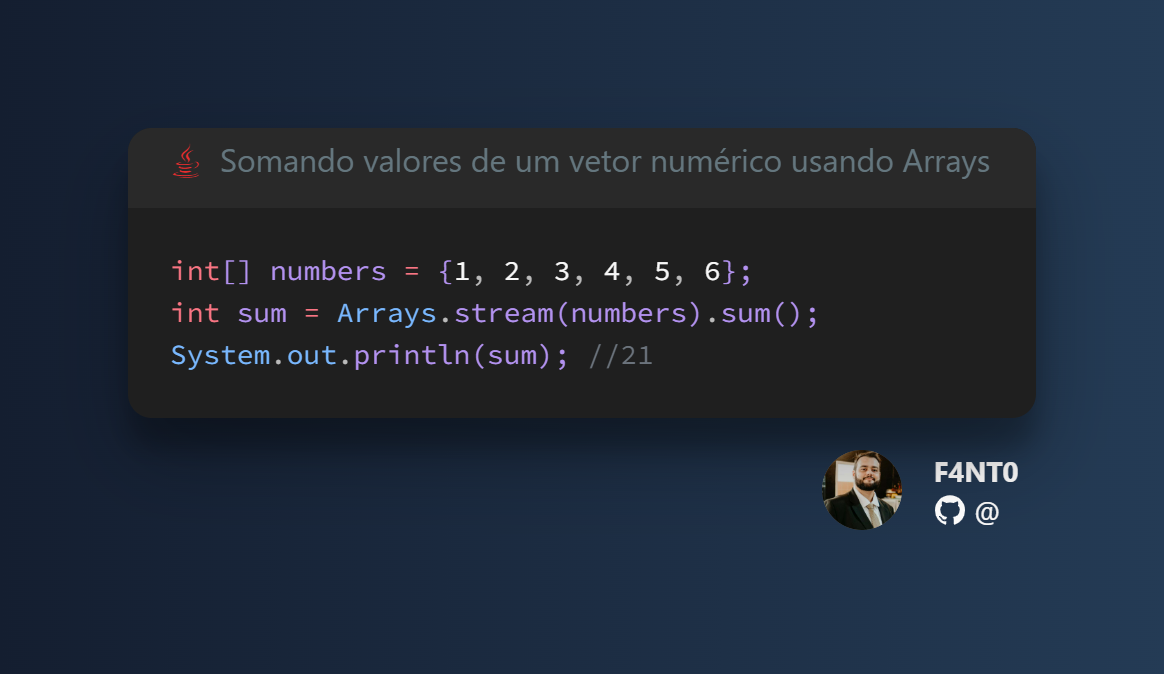 Somando valores de um vetor numérico usando Arrays
int[] numbers = {1, 2, 3, 4, 5, 6};
int sum = Arrays.stream(numbers).sum();
System.out.println(sum); //21
F4NT0
@